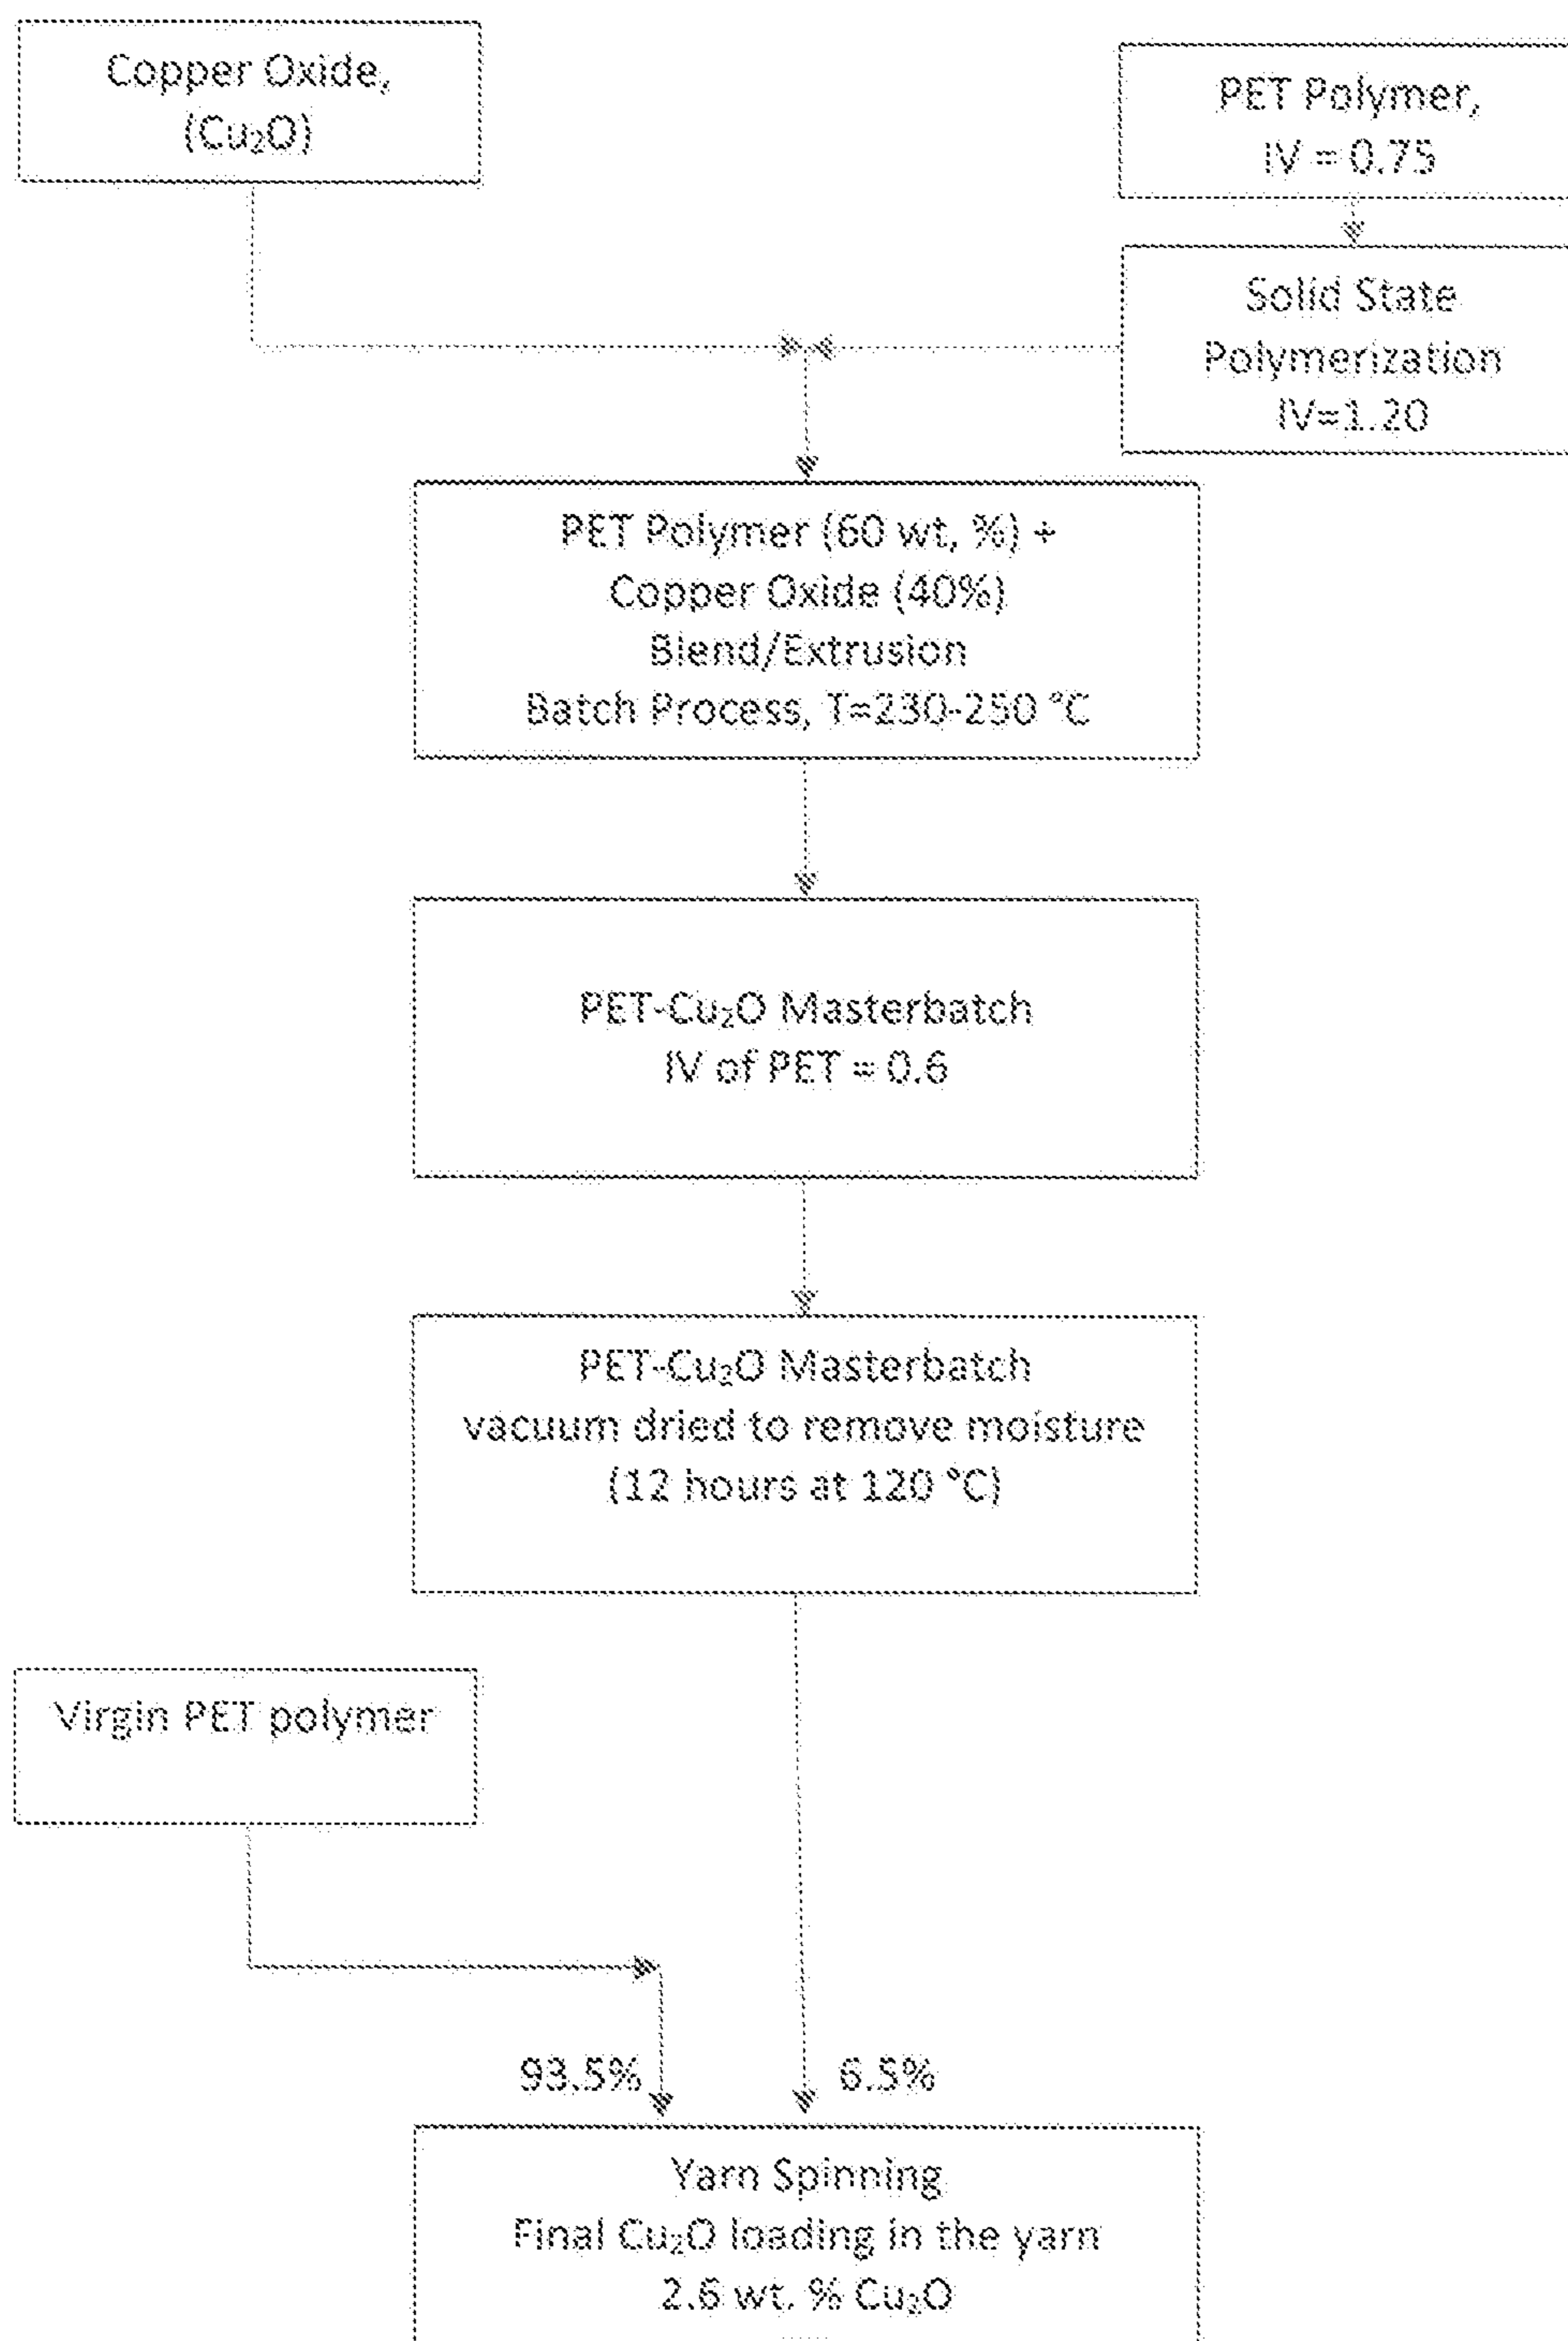 Copper Oxide,
(Cu₂O)
PET Polymer,
IV = 0.75
Solid State
Polymerization
IV=1.20
PET Polymer (60 wt, %) +
Copper Oxide (40%)
Blend/Extrusion
Batch Process, T=230-250 °C
PET-Cu₂O Masterbatch
IV of PET = 0.6
PET-Cu₂O Masterbatch
vacuum dried to remove moisture
(12 hours at 120 °C)
Virgin PET polymer
93.5%
6.5%
Yarn Spinning
Final Cu₂O loading in the yarn
2.6 wt. % Cu₂O